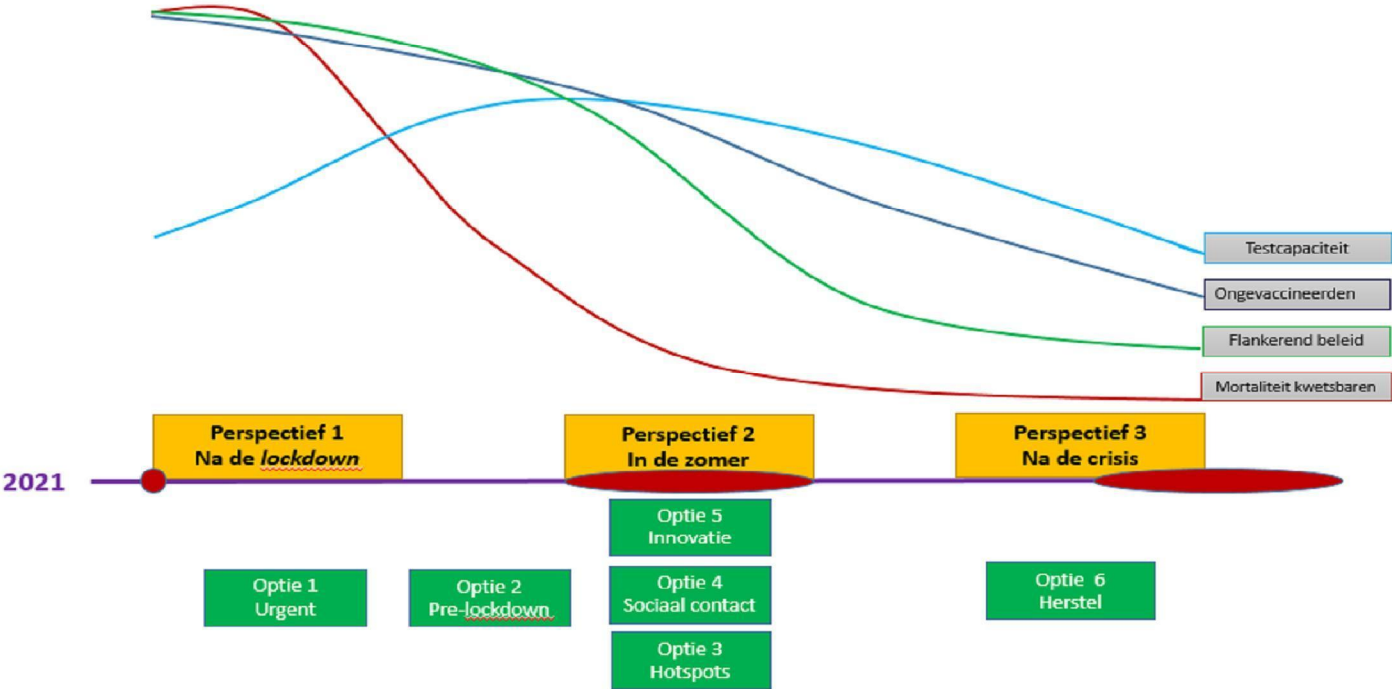 Testcapaciteit
Ongevaccineerden
Flankerend beleid
Mortaliteit kwetsbaren
Perspectief 1
Na de lockdown
Perspectief 2
In de zomer
Perspectief 3
Na de crisis
2021
Optie 5
Innovatie
Optie 1
Urgent
Optie 2
Pre-lockdown
Optie 4
Sociaal contact
Optie 6
Herstel
Optie 3
Hotspots